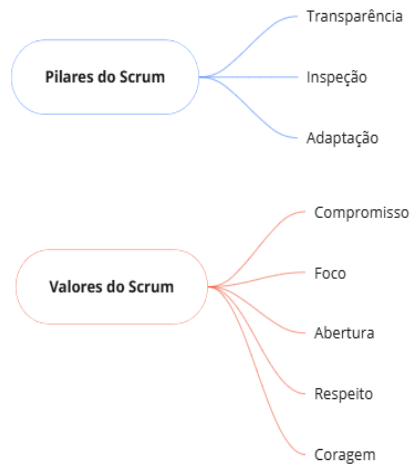 Pilares do Scrum
Transparência
Inspeção
Adaptação
Valores do Scrum
Compromisso
Foco
Abertura
Respeito
Coragem